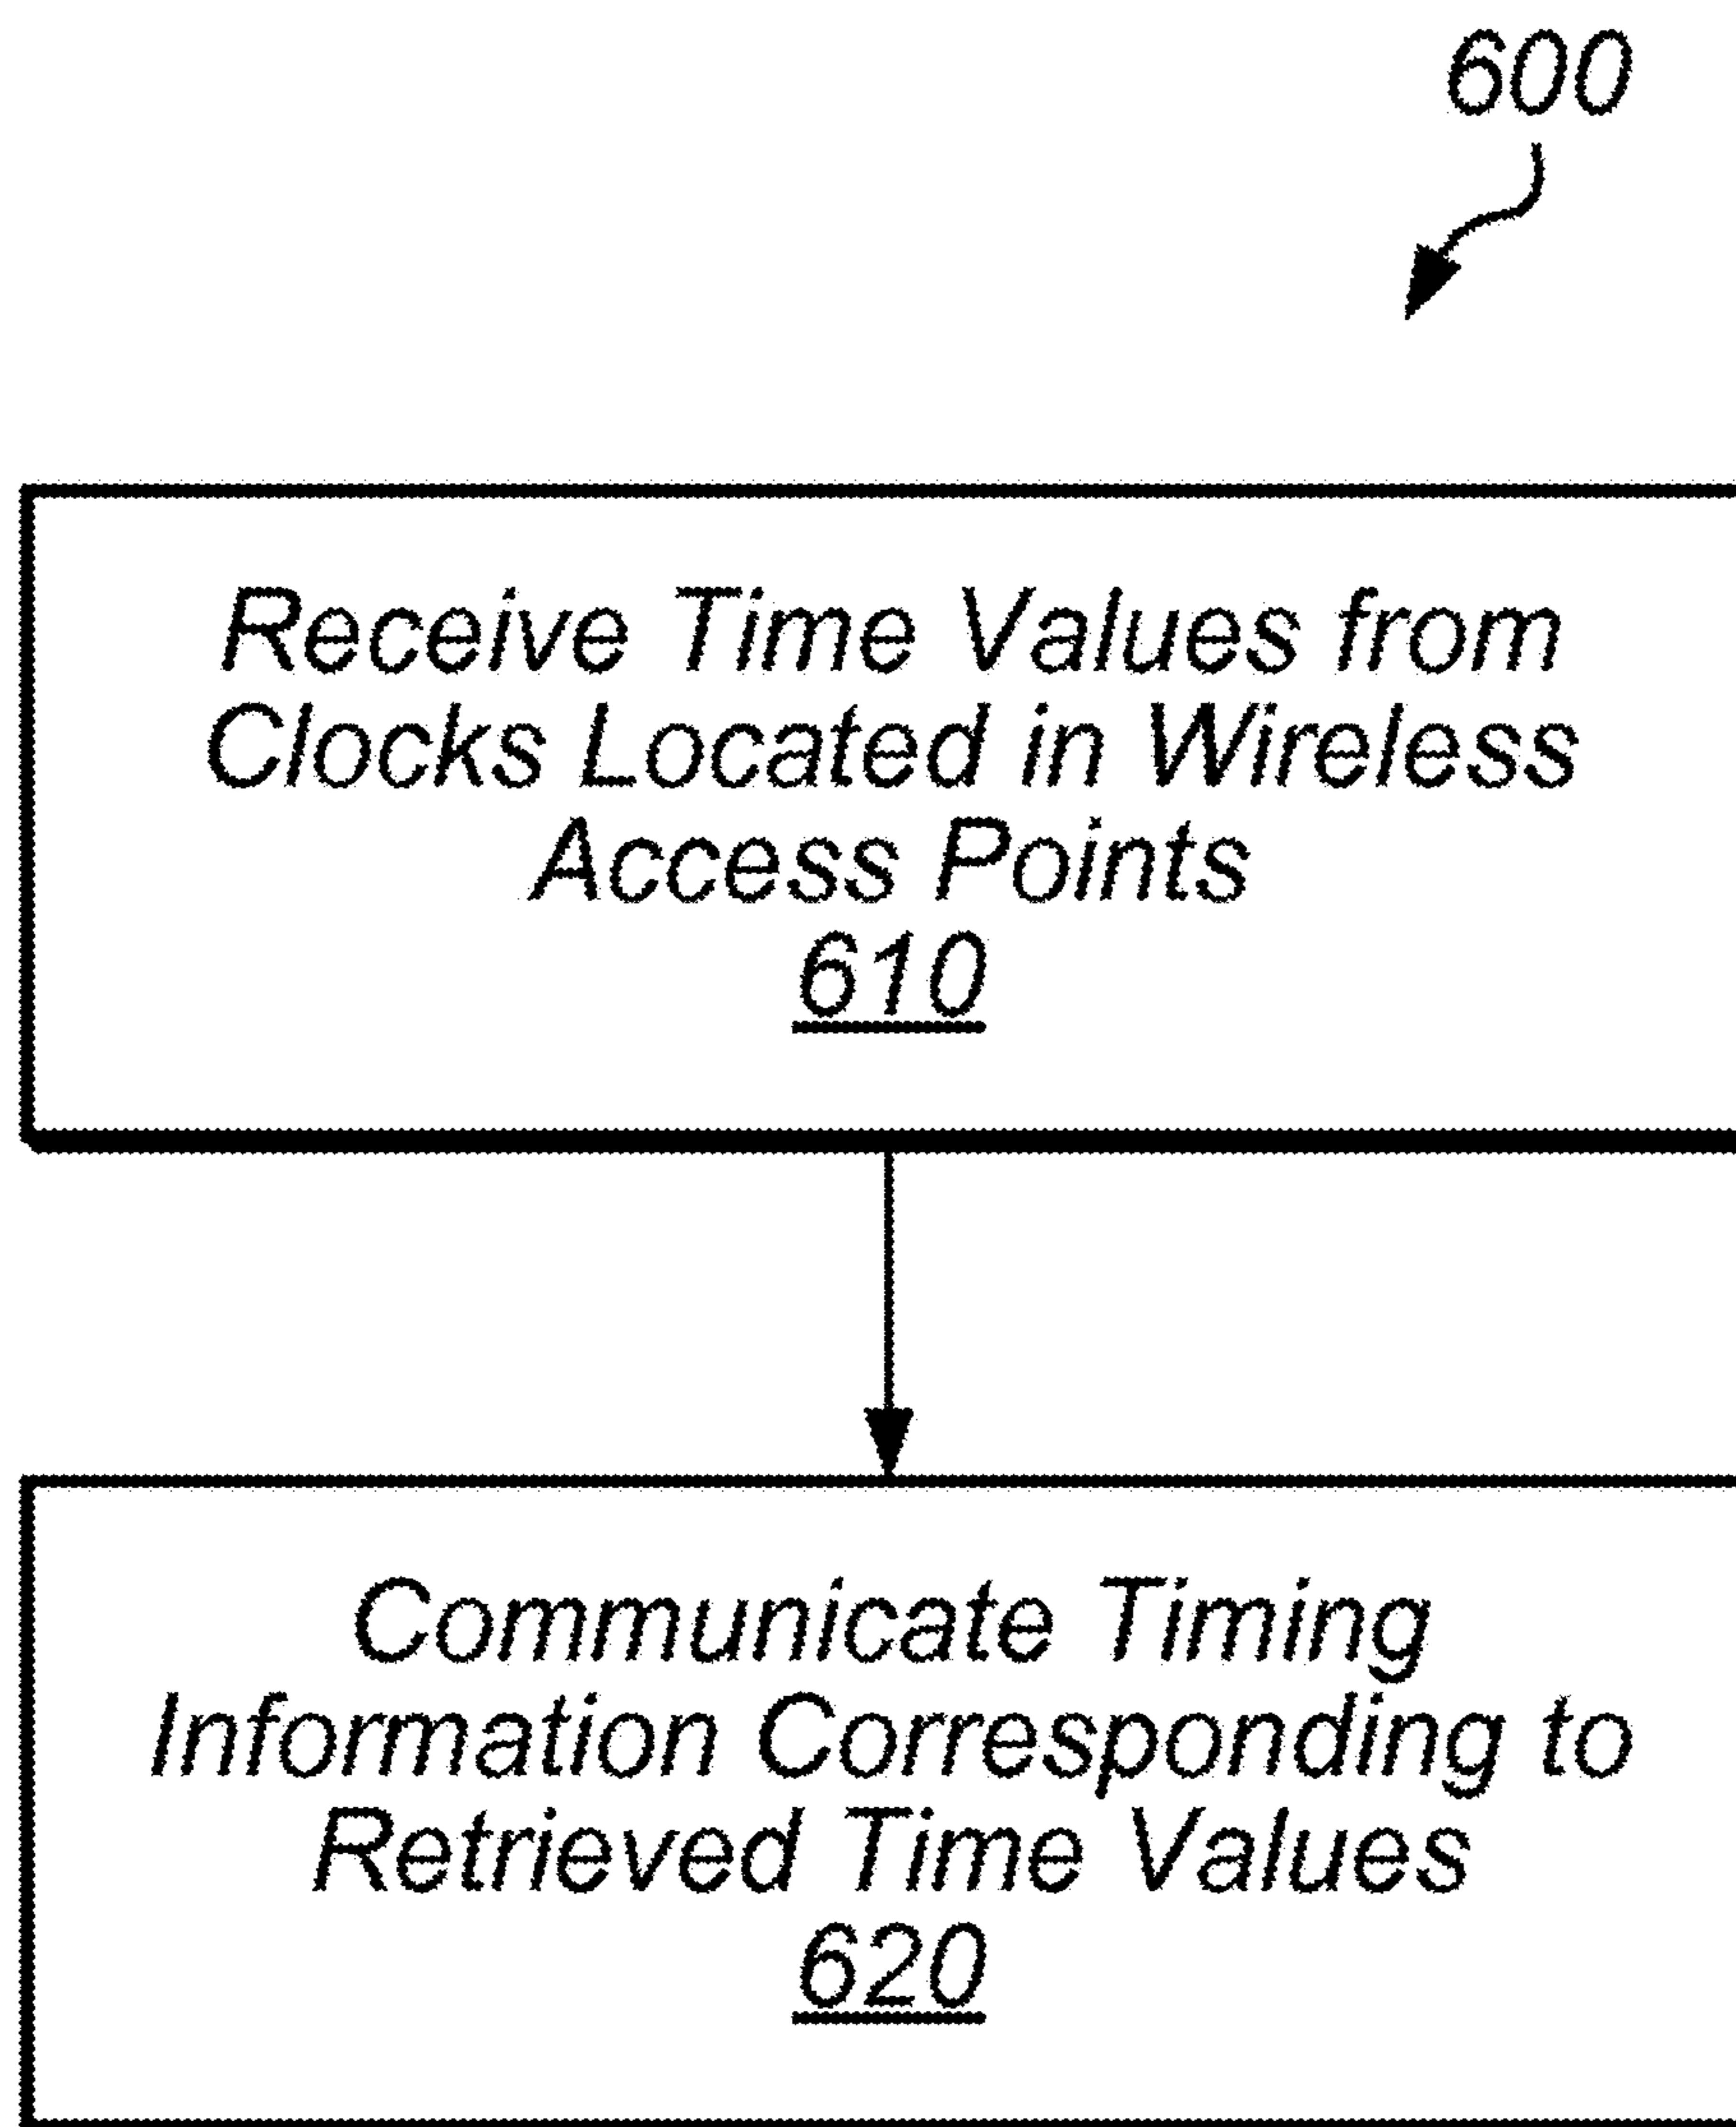 600
Receive Time Values from
Clocks Located in Wireless
Access Points
610
Communicate Timing
Information Corresponding to
Retrieved Time Values
620